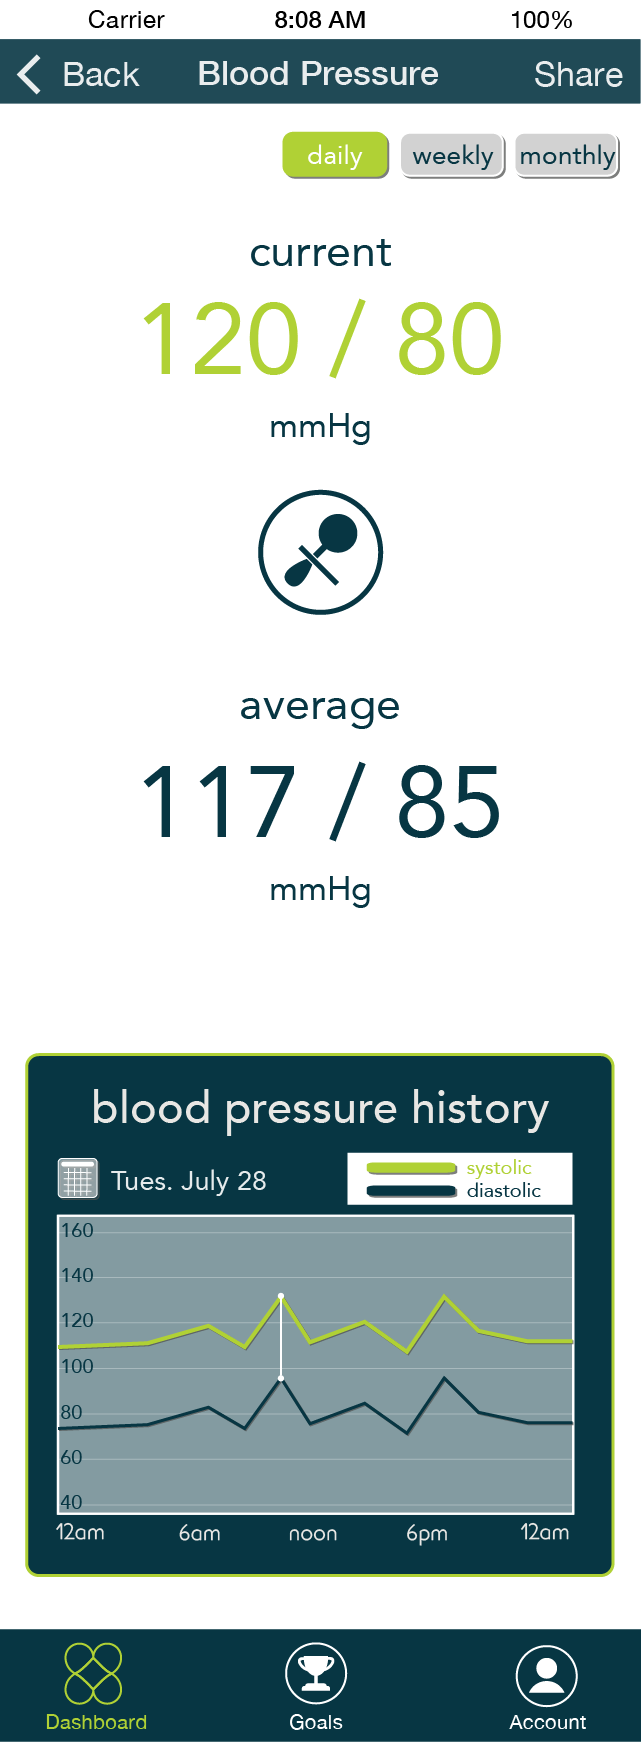 Carrier 8:08 AM 100%
Back Blood Pressure Share
daily weekly monthly
current
120 / 80
mmHg
average
117 / 85
mmHg
blood pressure history
Tues. July 28
systolic
diastolic
160
140
120
100
80
60
40
12am 6am noon 6pm 12am
Dashboard Goals Account